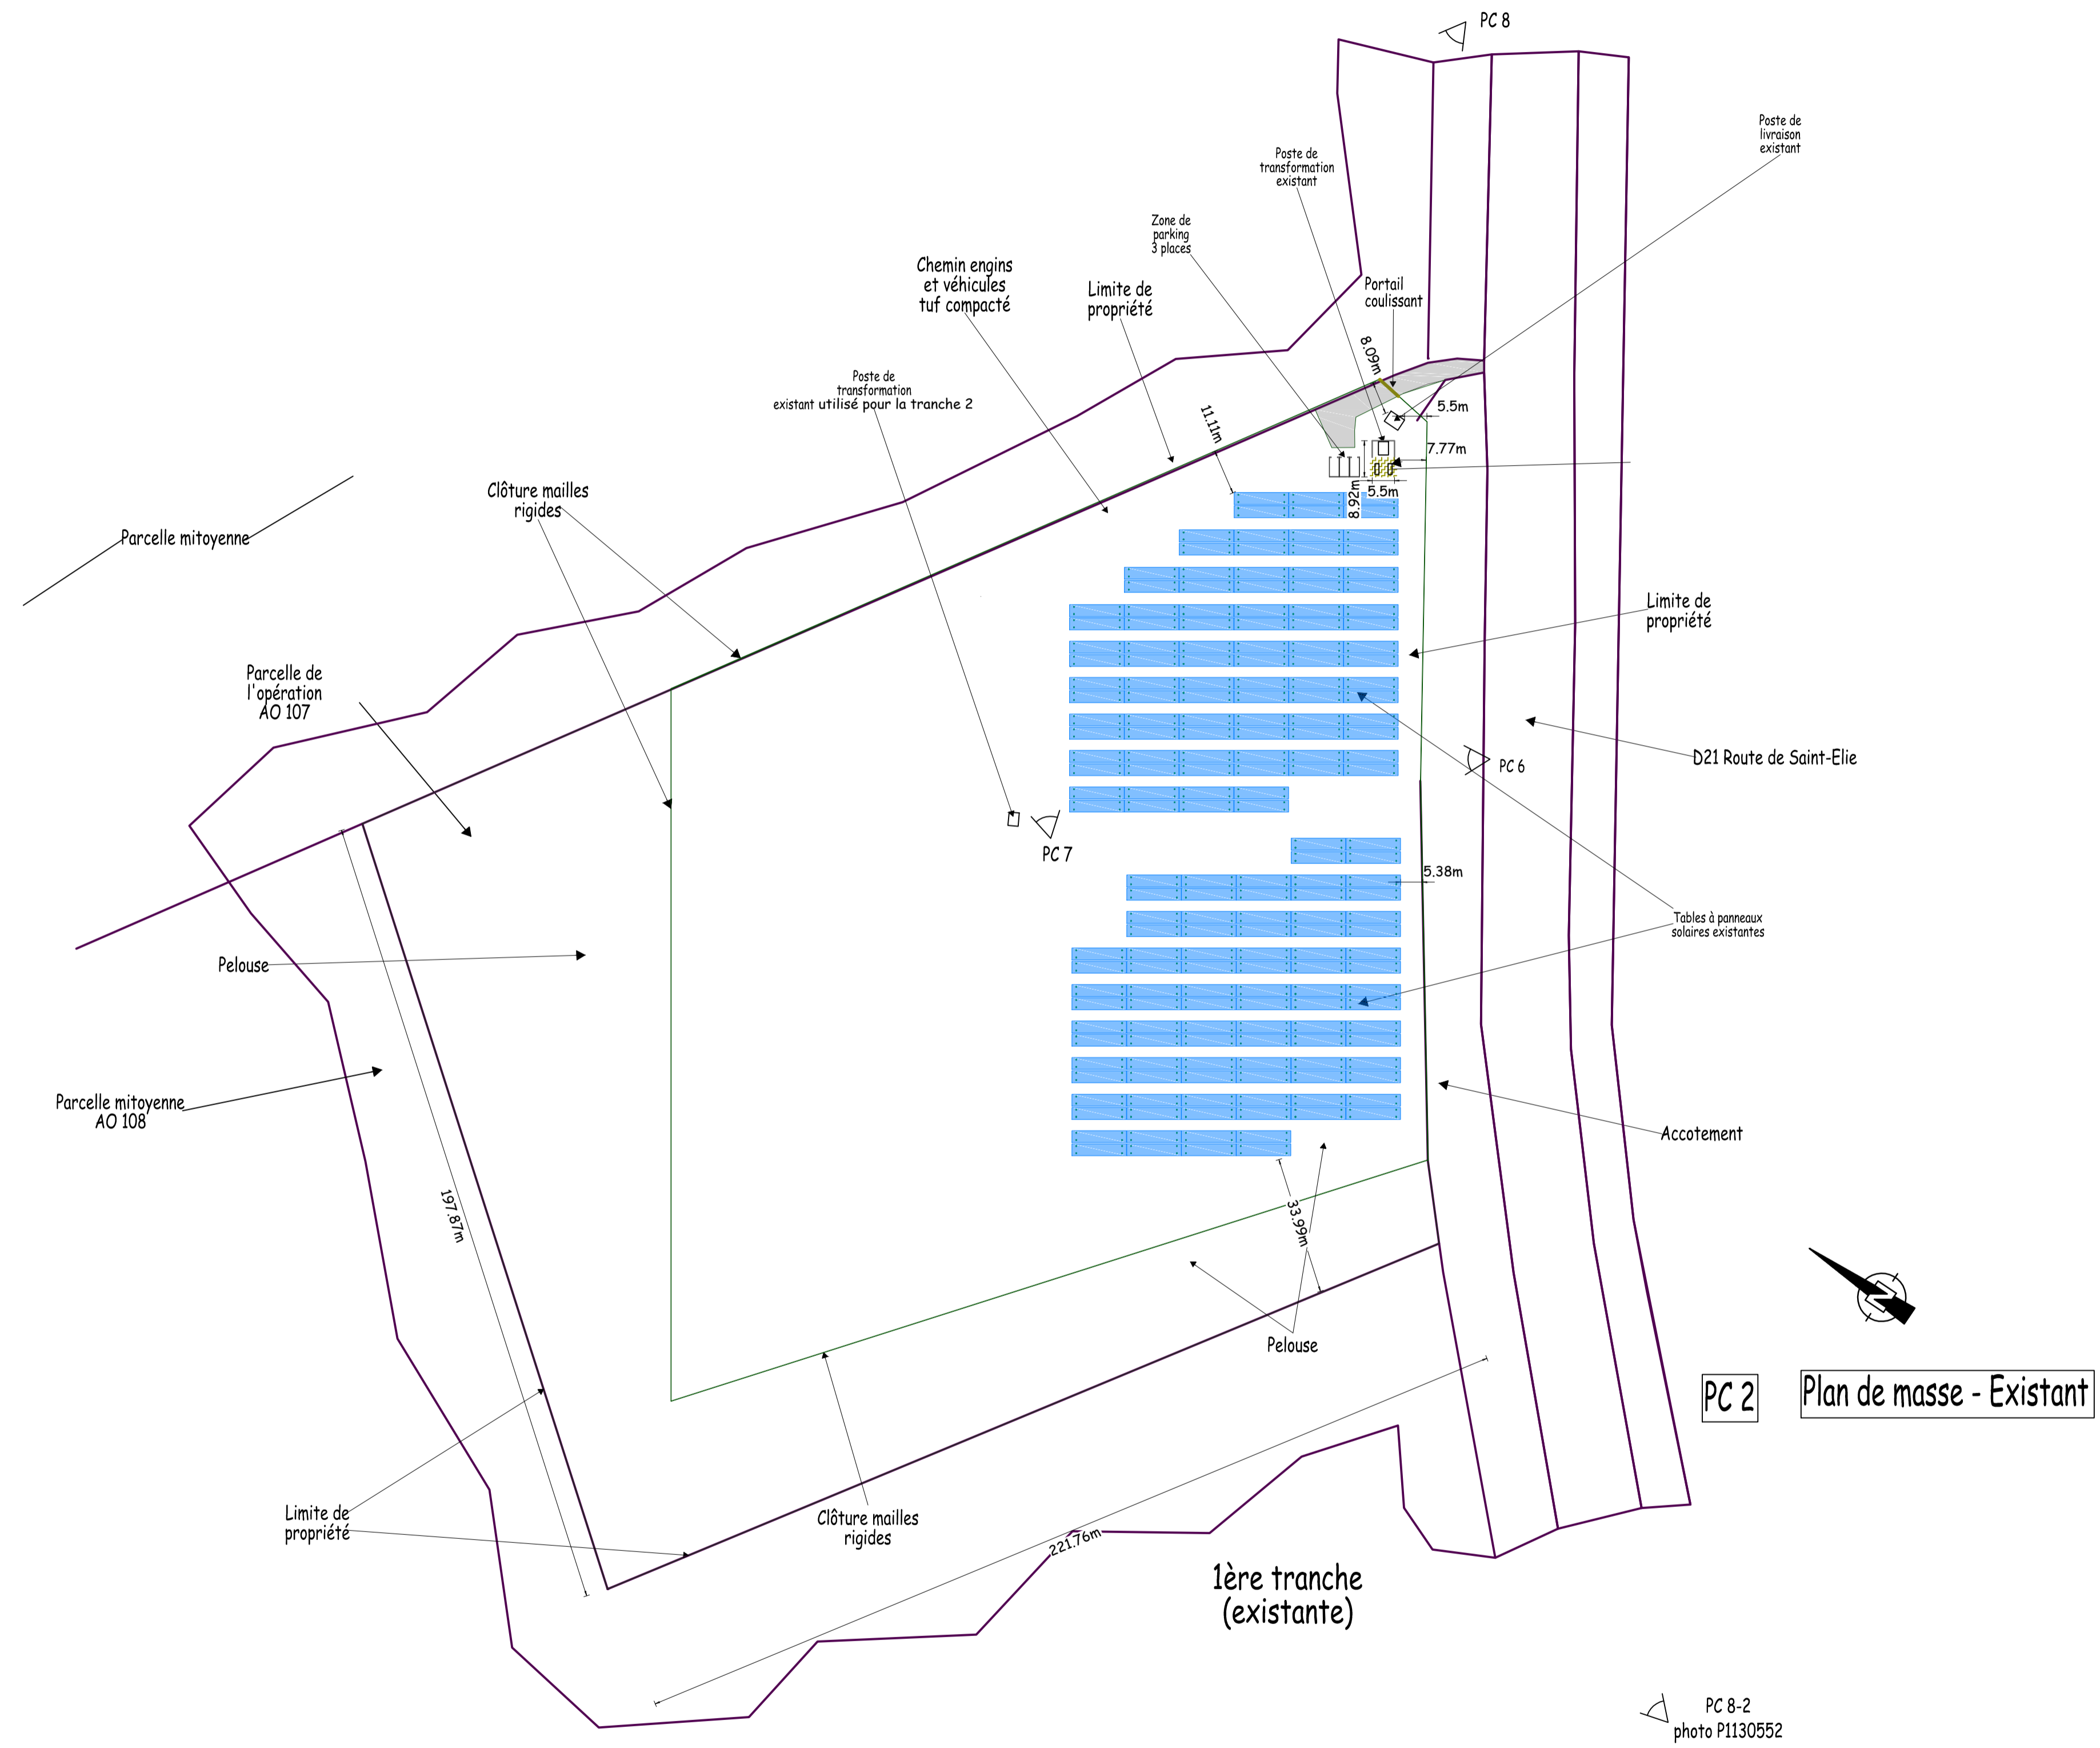 PC 8
Poste de
livraison
existant
Poste de
transformation
existant
Zone de
parking
3 places
Chemin engins
et véhicules
tuf compacté
Limite de
propriété
Portail
coulissant
8.09m
Poste de
transformation
existant utilisé pour la tranche 2
11.11m
5.5m
7.77m
5.5m
8.92m
Clôture mailles
rigides
Parcelle mitoyenne
Limite de
propriété
Parcelle de
l'opération
AO 107
D21 Route de Saint-Elie
PC 6
PC 7
5.38m
Tables à panneaux
solaires existantes
Pelouse
Parcelle mitoyenne
AO 108
Accotement
197.87m
33.99m
Pelouse
N
PC 2
Plan de masse - Existant
Limite de
propriété
Clôture mailles
rigides
221.76m
1ère tranche
(existante)
PC 8-2
photo P1130552